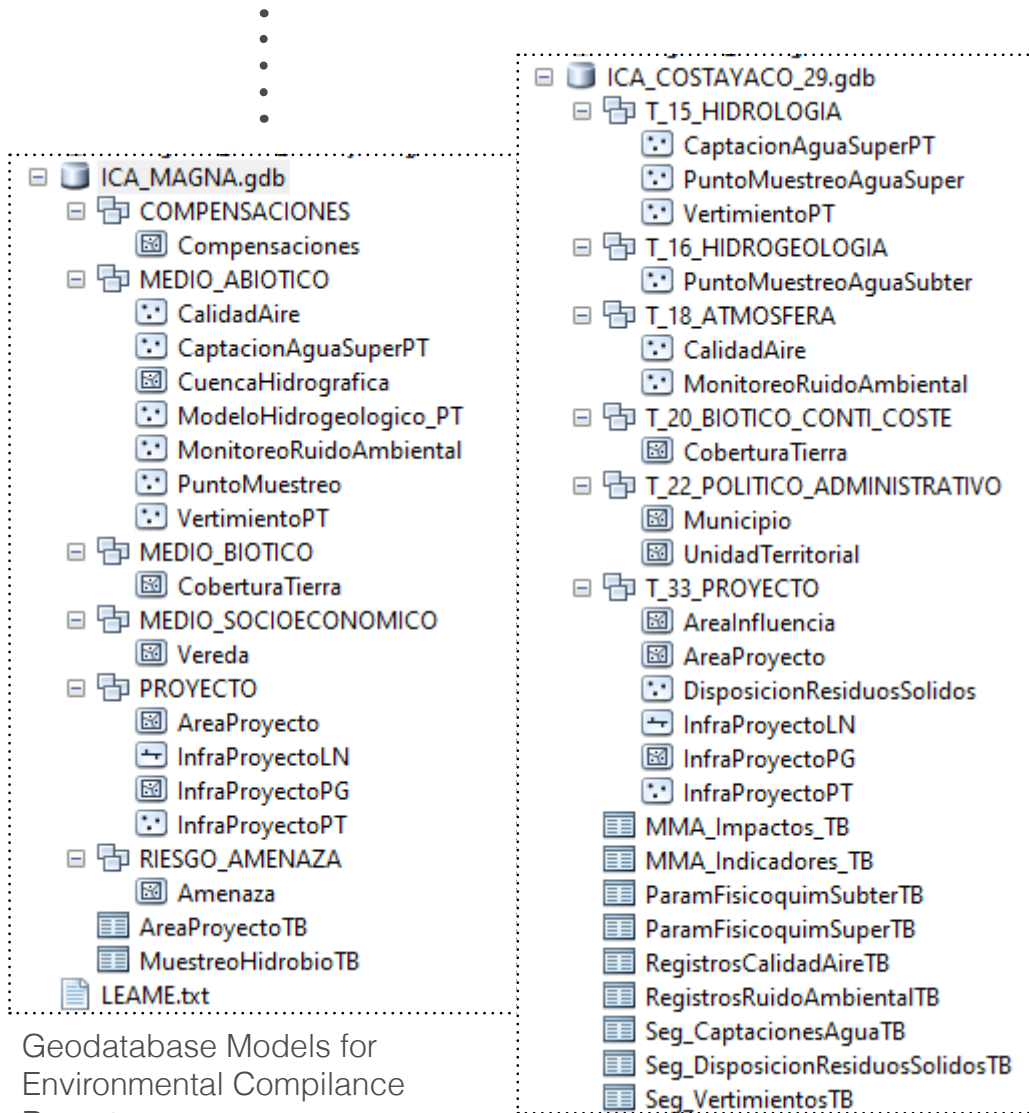 ICA_MAGNA.gdb
COMPENSACIONES
Compensaciones
MEDIO_ABIOTICO
CalidadAire
CaptacionAguaSuperPT
CuencaHidrografica
ModeloHidrogeologico_PT
MonitoreoRuidoAmbiental
PuntoMuestreo
VertimientoPT
MEDIO_BIOTICO
CoberturaTierra
MEDIO_SOCIOECONOMICO
Vereda
PROYECTO
AreaProyecto
InfraProyectoLN
InfraProyectoPG
InfraProyectoPT
RIESGO_AMENAZA
Amenaza
AreaProyectoTB
MuestreoHidrobioTB
LEAME.txt
Geodatabase Models for
Environmental Compilance
ICA_COSTAYACO_29.gdb
T_15_HIDROLOGIA
CaptacionAguaSuperPT
PuntoMuestreoAguaSuper
VertimientoPT
T_16_HIDROGEOLOGIA
PuntoMuestreoAguaSubter
T_18_ATMOSFERA
CalidadAire
MonitoreoRuidoAmbiental
T_20_BIOTICO_CONTI_COSTE
CoberturaTierra
T_22_POLITICO_ADMINISTRATIVO
Municipio
UnidadTerritorial
T_33_PROYECTO
AreaInfluencia
AreaProyecto
DisposicionResiduosSolidos
InfraProyectoLN
InfraProyectoPG
InfraProyectoPT
MMA_Impactos_TB
MMA_Indicadores_TB
ParamFisicoquimSubterTB
ParamFisicoquimSuperTB
RegistrosCalidadAireTB
RegistrosRuidoAmbientalTB
Seg_CaptacionesAguaTB
Seg_DisposicionResiduosSolidosTB
Seg_VertimientosTB